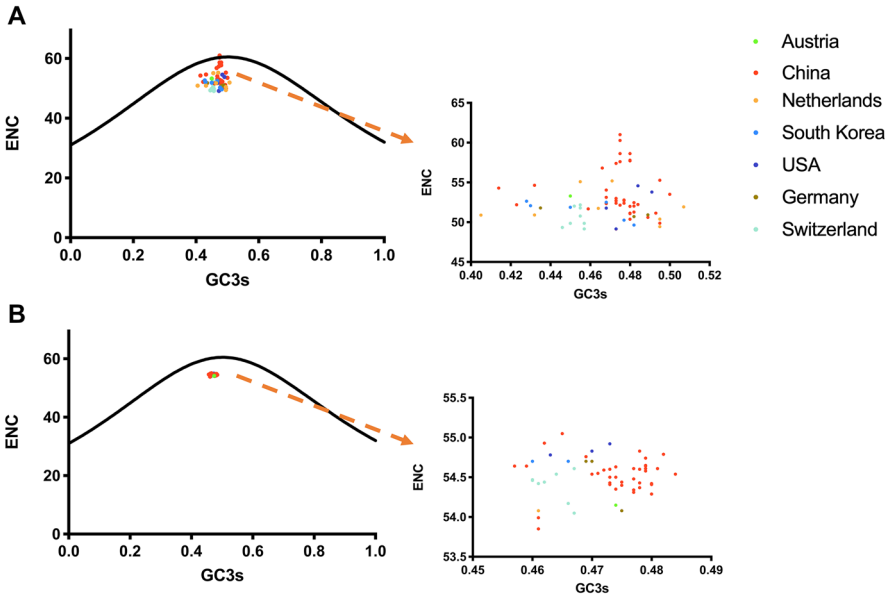 A
ENC
60
40
20
0
0.0 0.2 0.4 0.6 0.8 1.0
GC3s
ENC
65
60
55
50
45
0.40 0.42 0.44 0.46 0.48 0.50 0.52
GC3s
Austria
China
Netherlands
South Korea
USA
Germany
Switzerland
B
ENC
60
40
20
0
0.0 0.2 0.4 0.6 0.8 1.0
GC3s
ENC
55.5
55.0
54.5
54.0
53.5
0.45 0.46 0.47 0.48 0.49
GC3s